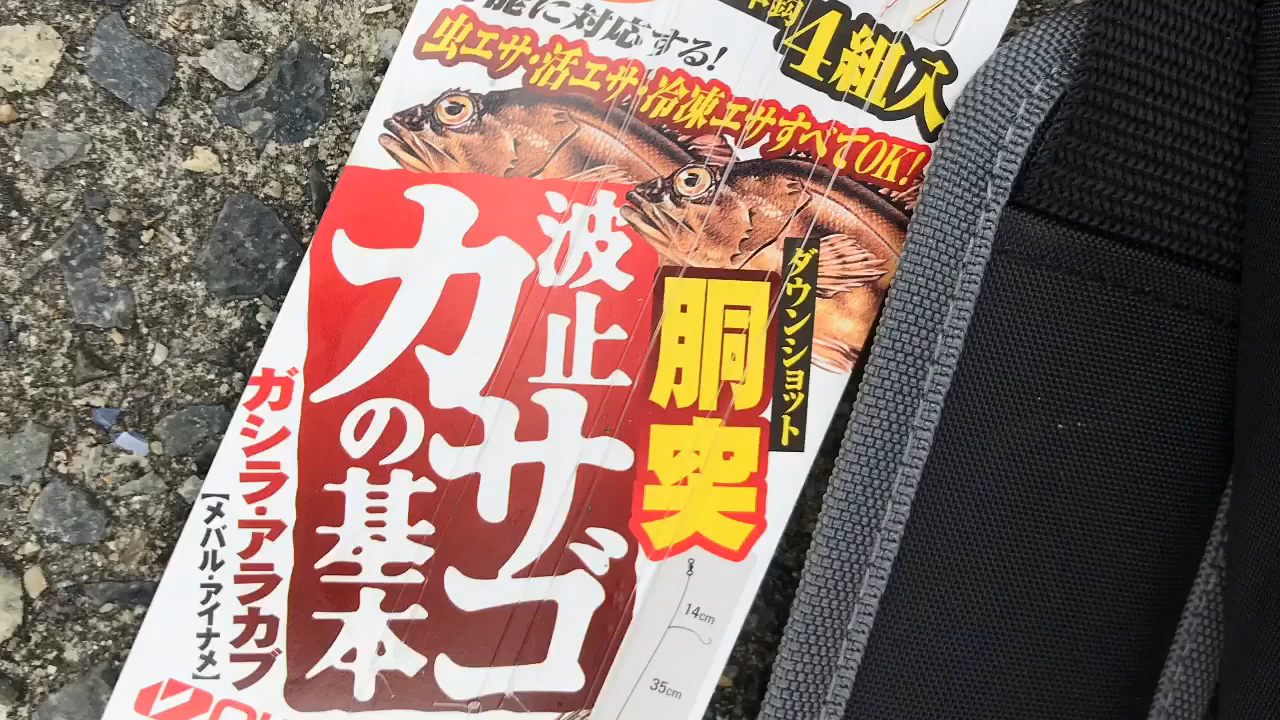 に対応する!
4組入
虫エサ・活エサ・冷凍エサすべてOK!
ダウンショット
胴突
波止
カサゴ
の基本
ガシラ・アラカブ
【メバル・アイナメ】
14cm
35cm